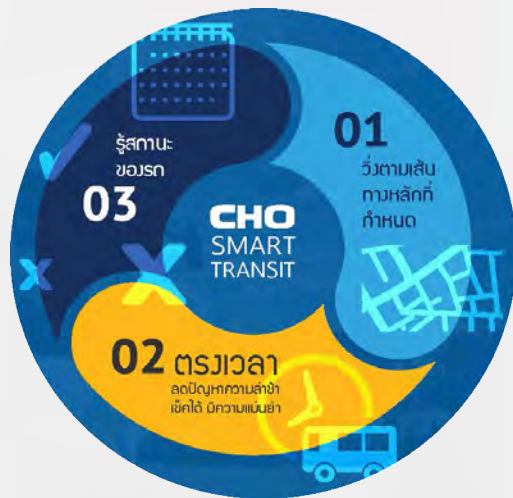 01
วิ่งตามเส้น
ทางหลักที่
กำหนด
02 ตรงเวลา
ลดปัญหาความล่าช้า
เช็คได้ มีความแม่นยำ
รู้สถานะ
ของรถ
03
CHO
SMART
TRANSIT